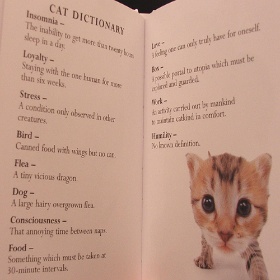 CAT DICTIONARY
Insomnia –
The inability to get more than twenty hours
sleep in a day.
Loyalty –
Staying with the one human for more
than six weeks.
Stress –
A condition only observed in other
creatures.
Bird –
Canned food with wings but no can.
Flea –
A tiny vicious dragon.
Dog –
A large hairy overgrown flea.
Consciousness –
That annoying time between naps.
Food –
Something which must be taken at
30-minute intervals.
Love –
A feeling one can only truly have for oneself.
Box –
A possible portal to utopia which must be
explored and guarded.
Work –
An activity carried out by mankind
to maintain catkind in comfort.
Humility –
No known definition.